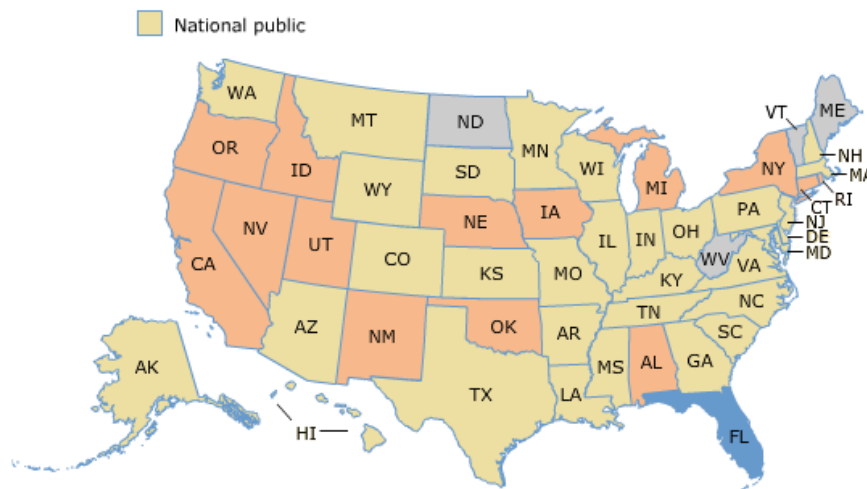 National public
WA
MT
ND
MN
VT
ME
OR
ID
SD
WI
NY
NH
MA
WY
MI
RI
CT
NV
NE
IA
PA
NJ
UT
IL
IN
OH
DE
CA
CO
WV
MD
KS
MO
KY
VA
NC
TN
AZ
NM
OK
AR
SC
MS
AL
GA
AK
TX
LA
HI
FL